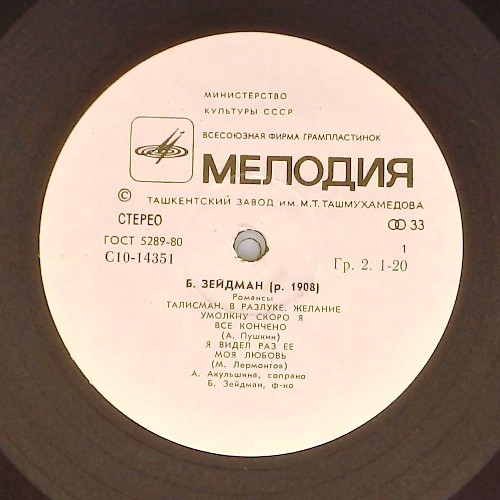 МИНИСТЕРСТВО
КУЛЬТУРЫ СССР
ВСЕСОЮЗНАЯ ФИРМА ГРАМПЛАСТИНОК
МЕЛОДИЯ
© ТАШКЕНТСКИЙ ЗАВОД ИМ. М.Т. ТАШМУХАМЕДОВА
СТЕРЕО 33
ГОСТ 5289-80 1
С10-14351 Гр. 2. 1-20
Б. ЗЕЙДМАН (р. 1908)
Романсы
ТАЛИСМАН. В РАЗЛУКЕ. ЖЕЛАНИЕ
УМОЛКНУ СКОРО Я
ВСЕ КОНЧЕНО
(А. Пушкин)
Я ВИДЕЛ РАЗ ЕЕ
МОЯ ЛЮБОВЬ
(М. Лермонтов)
А. Акульшина, сопрано
Б. Зейдман, ф-но